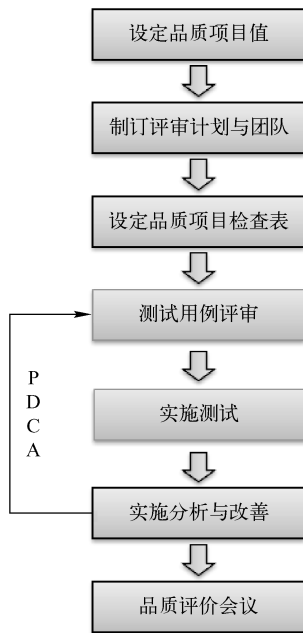 设定品质项目值
制订评审计划与团队
设定品质项目检查表
测试用例评审
P
D
C
A
实施测试
实施分析与改善
品质评价会议